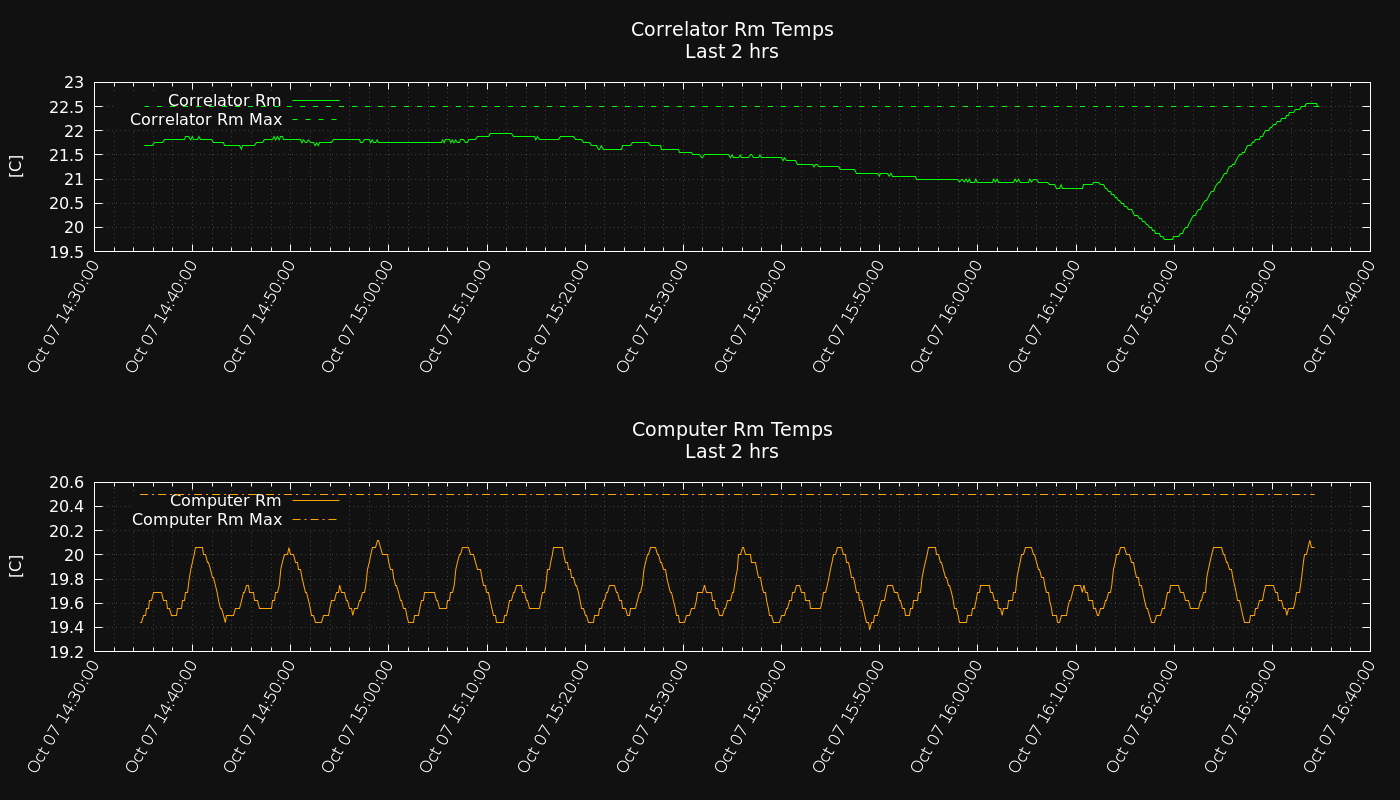 Correlator Rm Temps
Last 2 hrs
[C]
23
22.5
22
21.5
21
20.5
20
19.5
Correlator Rm
Correlator Rm Max
Oct 07 14:30:00
Oct 07 14:40:00
Oct 07 14:50:00
Oct 07 15:00:00
Oct 07 15:10:00
Oct 07 15:20:00
Oct 07 15:30:00
Oct 07 15:40:00
Oct 07 15:50:00
Oct 07 16:00:00
Oct 07 16:10:00
Oct 07 16:20:00
Oct 07 16:30:00
Oct 07 16:40:00
Computer Rm Temps
Last 2 hrs
[C]
20.6
20.4
20.2
20
19.8
19.6
19.4
19.2
Computer Rm
Computer Rm Max
Oct 07 14:30:00
Oct 07 14:40:00
Oct 07 14:50:00
Oct 07 15:00:00
Oct 07 15:10:00
Oct 07 15:20:00
Oct 07 15:30:00
Oct 07 15:40:00
Oct 07 15:50:00
Oct 07 16:00:00
Oct 07 16:10:00
Oct 07 16:20:00
Oct 07 16:30:00
Oct 07 16:40:00